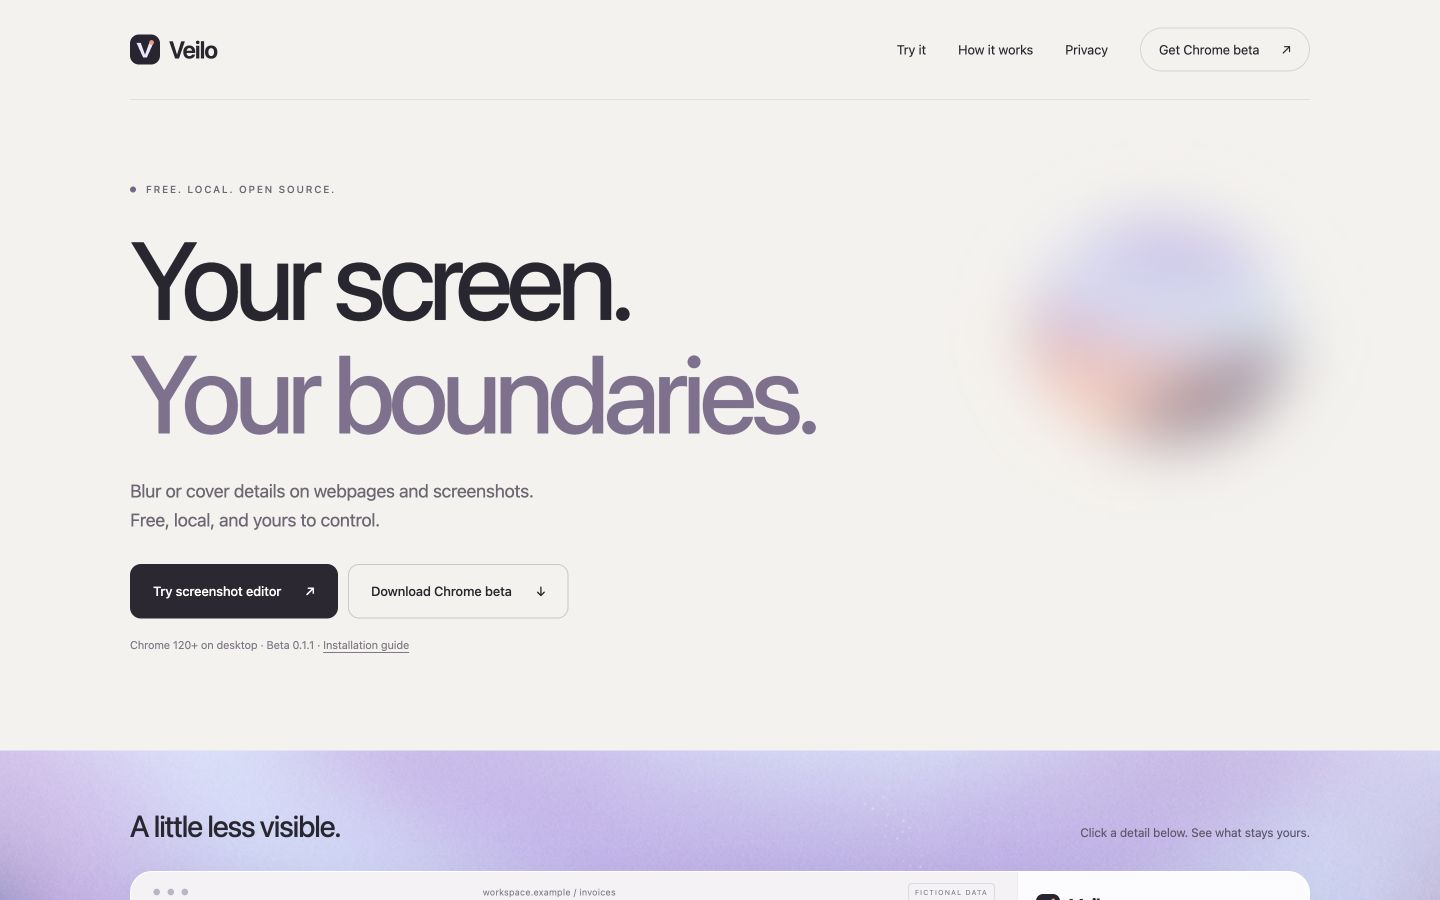 Veilo
Try it
How it works
Privacy
Get Chrome beta ↗
FREE. LOCAL. OPEN SOURCE.
Your screen.
Your boundaries.
Blur or cover details on webpages and screenshots.
Free, local, and yours to control.
Try screenshot editor ↗
Download Chrome beta ↓
Chrome 120+ on desktop · Beta 0.1.1 · Installation guide
A little less visible.
Click a detail below. See what stays yours.
workspace.example / invoices
FICTIONAL DATA